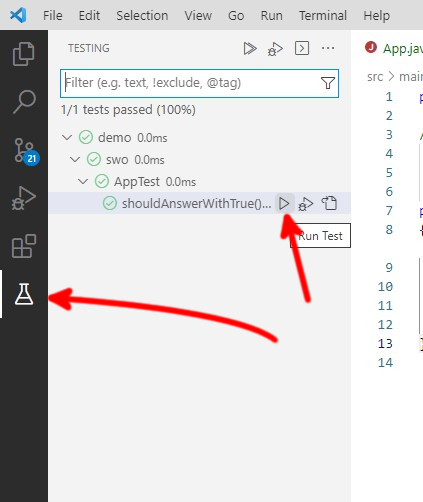 File Edit Selection View Go Run Terminal Help
TESTING
App.java
Filter (e.g. text, !exclude, @tag)
src > main
1/1 tests passed (100%)
demo 0.0ms
swo 0.0ms
AppTest 0.0ms
shouldAnswerWithTrue()...
Run Test
21
1
2
3
4
5
6
7
8
9
10
11
12
13
14